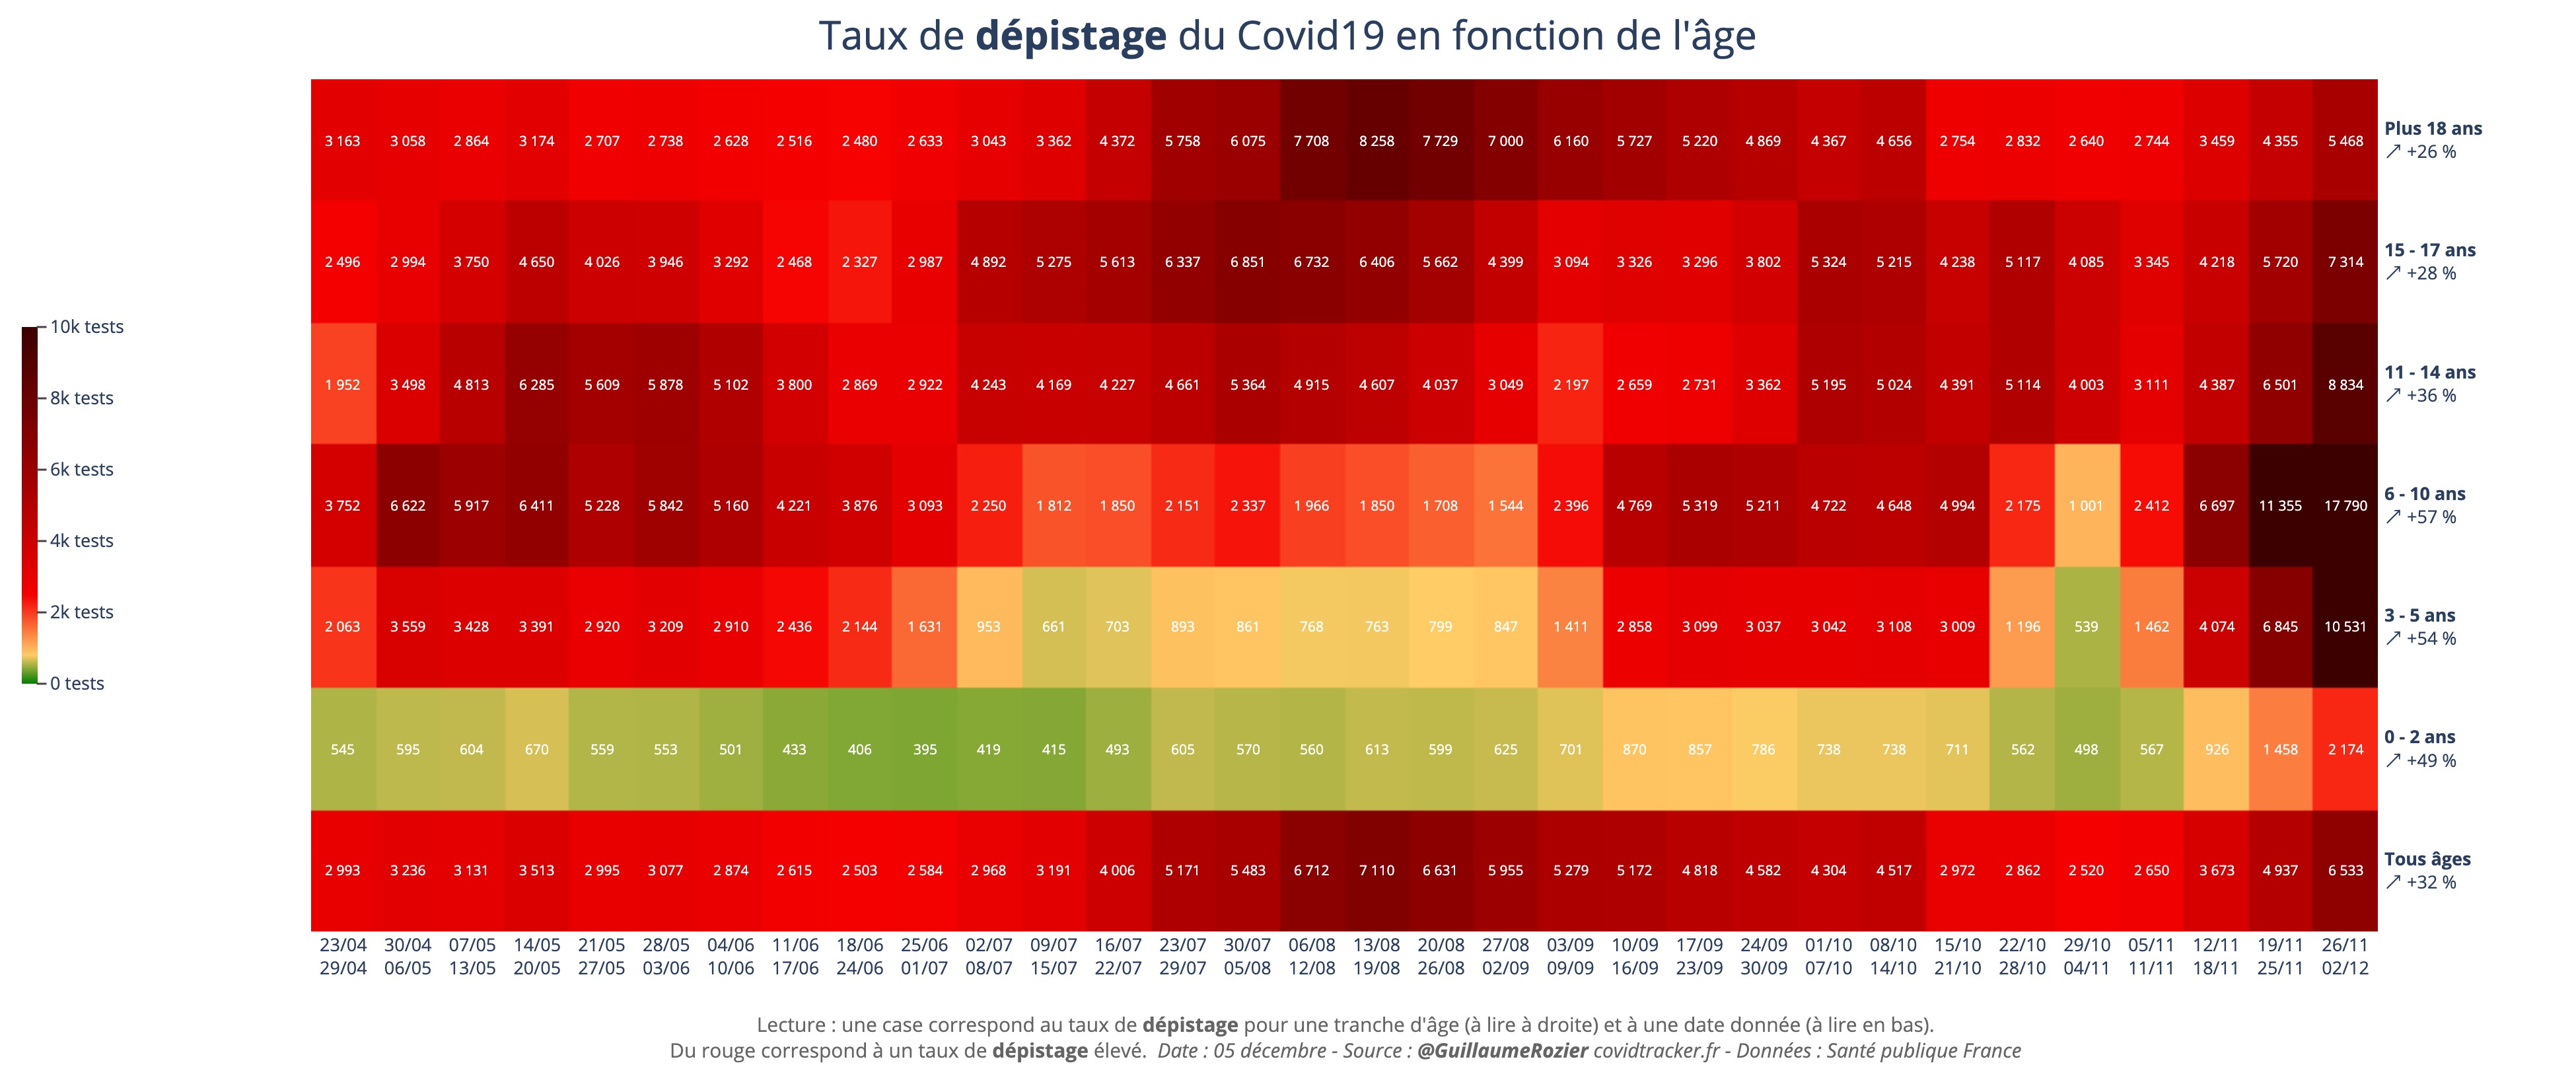 Taux de dépistage du Covid19 en fonction de l'âge
3 163 3 058 2 864 3 174 2 707 2 738 2 628 2 516 2 480 2 633 3 043 3 362 4 372 5 758 6 075 7 708 8 258 7 729 7 000 6 160 5 727 5 220 4 869 4 367 4 656 2 754 2 832 2 640 2 744 3 459 4 355 5 468
Plus 18 ans
↗ +26 %
2 496 2 994 3 750 4 650 4 026 3 946 3 292 2 468 2 327 2 987 4 892 5 275 5 613 6 337 6 851 6 732 6 406 5 662 4 399 3 094 3 326 3 296 3 802 5 324 5 215 4 238 5 117 4 085 3 345 4 218 5 720 7 314
15 - 17 ans
↗ +28 %
1 952 3 498 4 813 6 285 5 609 5 878 5 102 3 800 2 869 2 922 4 243 4 169 4 227 4 661 5 364 4 915 4 607 4 037 3 049 2 197 2 659 2 731 3 362 5 195 5 024 4 391 5 114 4 003 3 111 4 387 6 501 8 834
11 - 14 ans
↗ +36 %
3 752 6 622 5 917 6 411 5 228 5 842 5 160 4 221 3 876 3 093 2 250 1 812 1 850 2 151 2 337 1 966 1 850 1 708 1 544 2 396 4 769 5 319 5 211 4 722 4 648 4 994 2 175 1 001 2 412 6 697 11 355 17 790
6 - 10 ans
↗ +57 %
2 063 3 559 3 428 3 391 2 920 3 209 2 910 2 436 2 144 1 631 953 661 703 893 861 768 763 799 847 1 411 2 858 3 099 3 037 3 042 3 108 3 009 1 196 539 1 462 4 074 6 845 10 531
3 - 5 ans
↗ +54 %
545 595 604 670 559 553 501 433 406 395 419 415 493 605 570 560 613 599 625 701 870 857 786 738 738 711 562 498 567 926 1 458 2 174
0 - 2 ans
↗ +49 %
2 993 3 236 3 131 3 513 2 995 3 077 2 874 2 615 2 503 2 584 2 968 3 191 4 006 5 171 5 483 6 712 7 110 6 631 5 955 5 279 5 172 4 818 4 582 4 304 4 517 2 972 2 862 2 520 2 650 3 673 4 937 6 533
Tous âges
↗ +32 %
10k tests
8k tests
6k tests
4k tests
2k tests
0 tests
23/04 30/04 07/05 14/05 21/05 28/05 04/06 11/06 18/06 25/06 02/07 09/07 16/07 23/07 30/07 06/08 13/08 20/08 27/08 03/09 10/09 17/09 24/09 01/10 08/10 15/10 22/10 29/10 05/11 12/11 19/11 26/11
29/04 06/05 13/05 20/05 27/05 03/06 10/06 17/06 24/06 01/07 08/07 15/07 22/07 29/07 05/08 12/08 19/08 26/08 02/09 09/09 16/09 23/09 30/09 07/10 14/10 21/10 28/10 04/11 11/11 18/11 25/11 02/12
Lecture : une case correspond au taux de dépistage pour une tranche d'âge (à lire à droite) et à une date donnée (à lire en bas).
Du rouge correspond à un taux de dépistage élevé. Date : 05 décembre - Source : @GuillaumeRozier covidtracker.fr - Données : Santé publique France